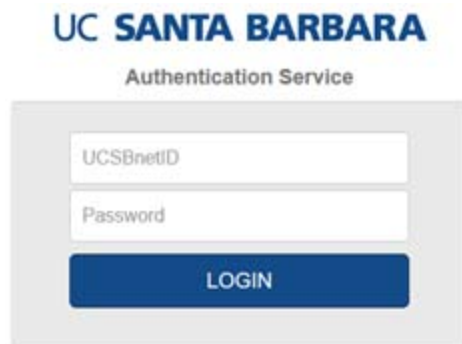 UC SANTA BARBARA
Authentication Service
UCSBnetID
Password
LOGIN